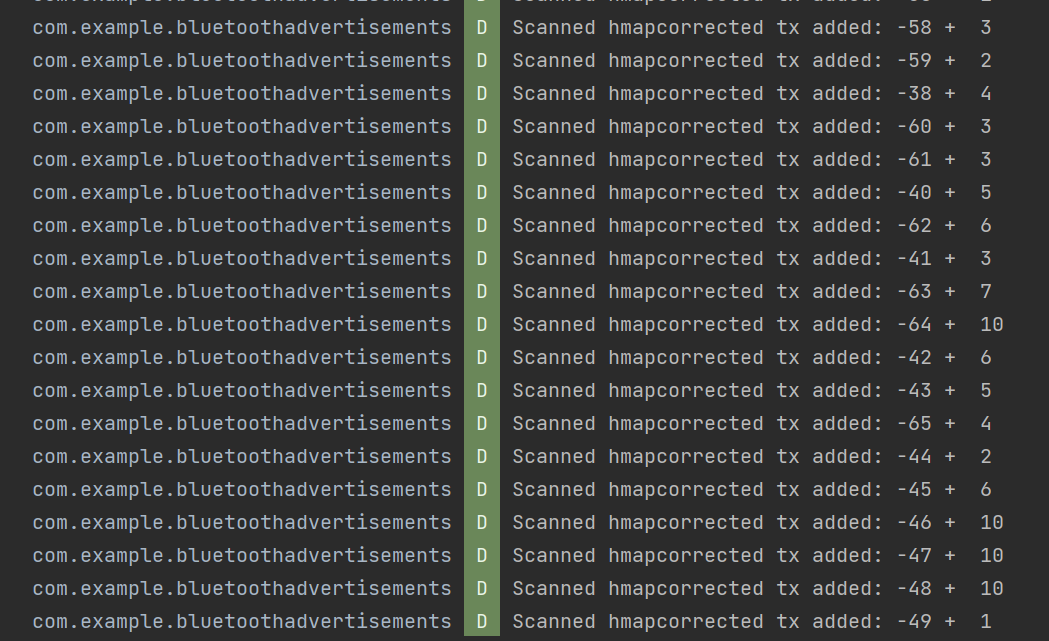 com.example.bluetoothadvertisements D Scanned hmapcorrected tx added: -58 + 3
com.example.bluetoothadvertisements D Scanned hmapcorrected tx added: -59 + 2
com.example.bluetoothadvertisements D Scanned hmapcorrected tx added: -38 + 4
com.example.bluetoothadvertisements D Scanned hmapcorrected tx added: -60 + 3
com.example.bluetoothadvertisements D Scanned hmapcorrected tx added: -61 + 3
com.example.bluetoothadvertisements D Scanned hmapcorrected tx added: -40 + 5
com.example.bluetoothadvertisements D Scanned hmapcorrected tx added: -62 + 6
com.example.bluetoothadvertisements D Scanned hmapcorrected tx added: -41 + 3
com.example.bluetoothadvertisements D Scanned hmapcorrected tx added: -63 + 7
com.example.bluetoothadvertisements D Scanned hmapcorrected tx added: -64 + 10
com.example.bluetoothadvertisements D Scanned hmapcorrected tx added: -42 + 6
com.example.bluetoothadvertisements D Scanned hmapcorrected tx added: -43 + 5
com.example.bluetoothadvertisements D Scanned hmapcorrected tx added: -65 + 4
com.example.bluetoothadvertisements D Scanned hmapcorrected tx added: -44 + 2
com.example.bluetoothadvertisements D Scanned hmapcorrected tx added: -45 + 6
com.example.bluetoothadvertisements D Scanned hmapcorrected tx added: -46 + 10
com.example.bluetoothadvertisements D Scanned hmapcorrected tx added: -47 + 10
com.example.bluetoothadvertisements D Scanned hmapcorrected tx added: -48 + 10
com.example.bluetoothadvertisements D Scanned hmapcorrected tx added: -49 + 1